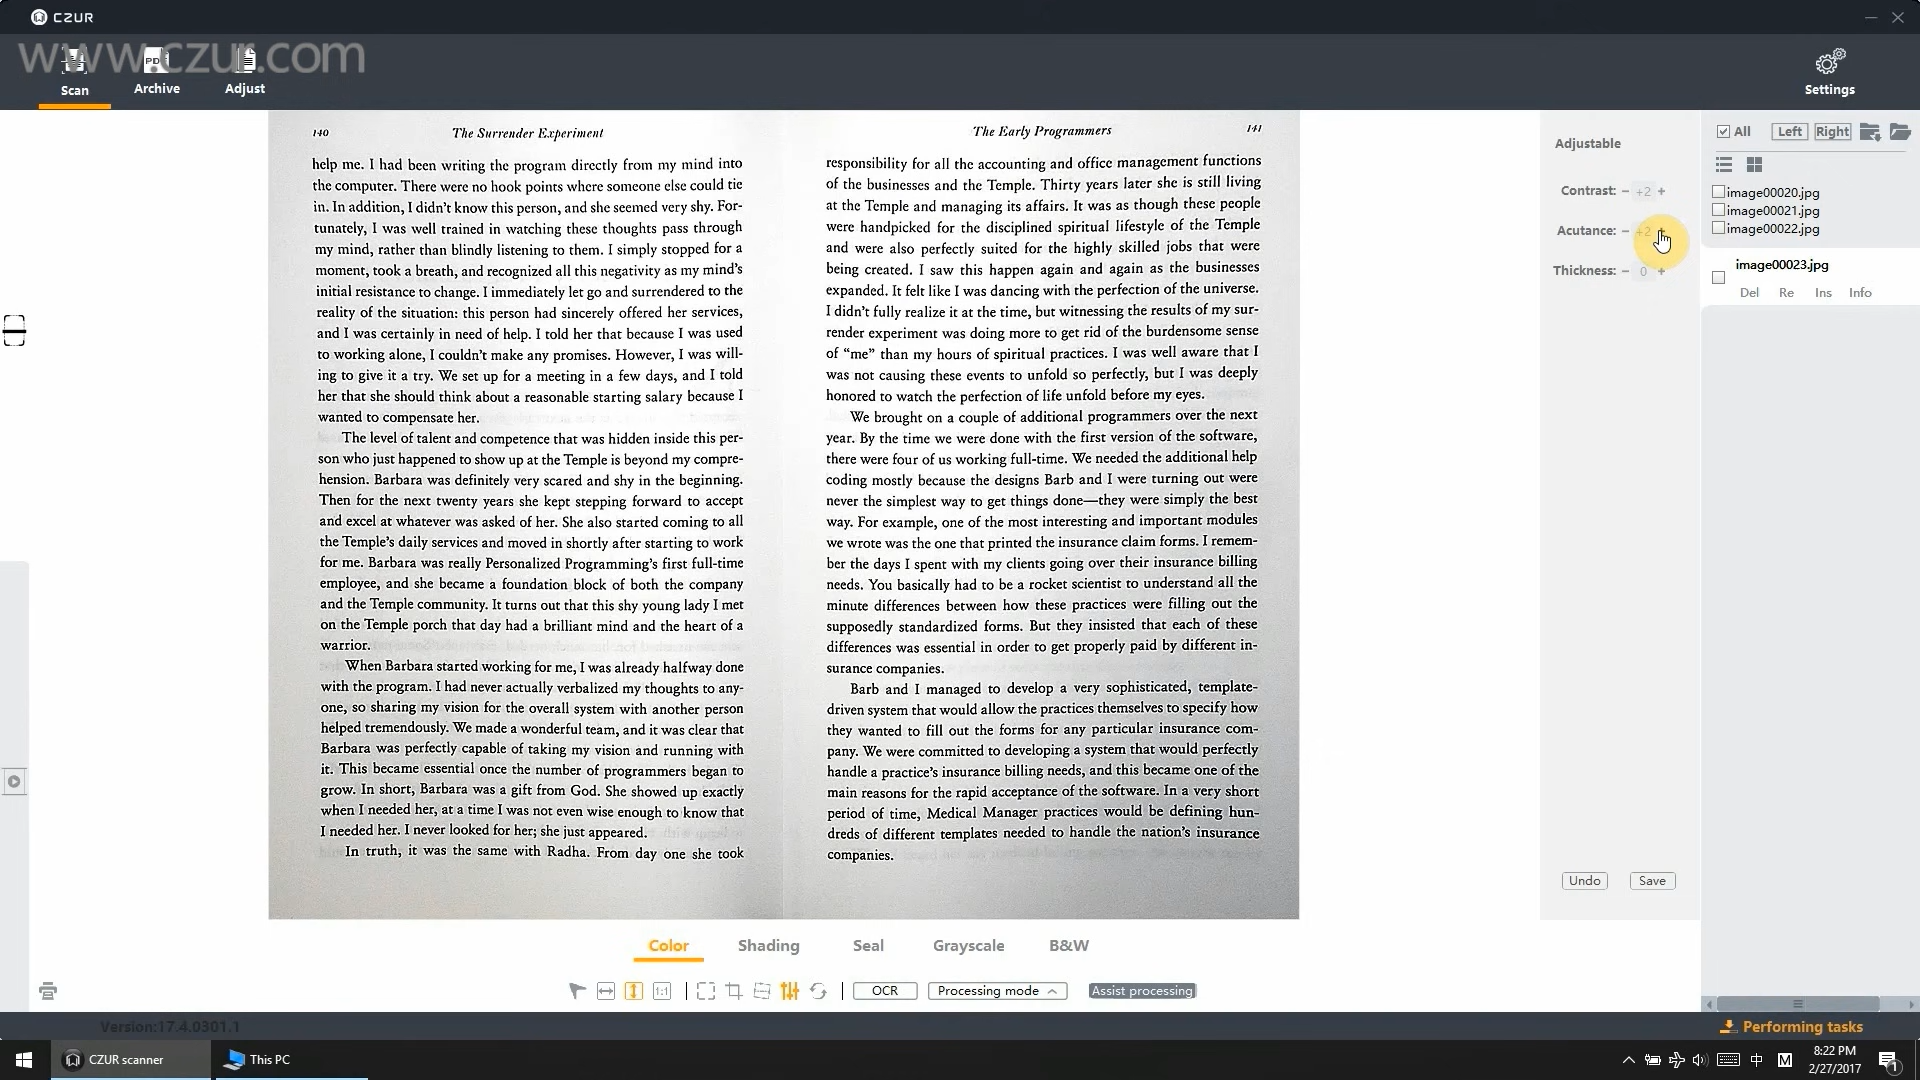 CZUR
www.czur.com
Scan
Archive
Adjust
Settings
140
The Surrender Experiment
help me. I had been writing the program directly from my mind into
the computer. There were no hook points where someone else could tie
in. In addition, I didn't know this person, and she seemed very shy. For-
tunately, I was well trained in watching these thoughts pass through
my mind, rather than blindly listening to them. I simply stopped for a
moment, took a breath, and recognized all this negativity as my mind's
initial resistance to change. I immediately let go and surrendered to the
reality of the situation: this person had sincerely offered her services,
and I was certainly in need of help. I told her that because I was used
to working alone, I couldn't make any promises. However, I was will-
ing to give it a try. We set up for a meeting in a few days, and I told
her that she should think about a reasonable starting salary because I
wanted to compensate her.
The level of talent and competence that was hidden inside this per-
son who just happened to show up at the Temple is beyond my compre-
hension. Barbara was definitely very scared and shy in the beginning.
Then for the next twenty years she kept stepping forward to accept
and excel at whatever was asked of her. She also started coming to all
the Temple's daily services and moved in shortly after starting to work
for me. Barbara was really Personalized Programming's first full-time
employee, and she became a foundation block of both the company
and the Temple community. It turns out that this shy young lady I met
on the Temple porch that day had a brilliant mind and the heart of a
warrior.
When Barbara started working for me, I was already halfway done
with the program. I had never actually verbalized my thoughts to any-
one, so sharing my vision for the overall system with another person
helped tremendously. We made a wonderful team, and it was clear that
Barbara was perfectly capable of taking my vision and running with
it. This became essential once the number of programmers began to
grow. In short, Barbara was a gift from God. She showed up exactly
when I needed her, at a time I was not even wise enough to know that
I needed her. I never looked for her; she just appeared.
In truth, it was the same with Radha. From day one she took
The Early Programmers
141
responsibility for all the accounting and office management functions
of the businesses and the Temple. Thirty years later she is still living
at the Temple and managing its affairs. It was as though these people
were handpicked for the disciplined spiritual lifestyle of the Temple
and were also perfectly suited for the highly skilled jobs that were
being created. I saw this happen again and again as the businesses
expanded. It felt like I was dancing with the perfection of the universe.
I didn't fully realize it at the time, but witnessing the results of my sur-
render experiment was doing more to get rid of the burdensome sense
of “me” than my hours of spiritual practices. I was well aware that I
was not causing these events to unfold so perfectly, but I was deeply
honored to watch the perfection of life unfold before my eyes.
We brought on a couple of additional programmers over the next
year. By the time we were done with the first version of the software,
there were four of us working full-time. We needed the additional help
coding mostly because the designs Barb and I were turning out were
never the simplest way to get things done—they were simply the best
way. For example, one of the most interesting and important modules
we wrote was the one that printed the insurance claim forms. I remem-
ber the days I spent with my clients going over their insurance billing
needs. You basically had to be a rocket scientist to understand all the
minute differences between how these practices were filling out the
supposedly standardized forms. But they insisted that each of these
differences was essential in order to get properly paid by different in-
surance companies.
Barb and I managed to develop a very sophisticated, template-
driven system that would allow the practices themselves to specify how
they wanted to fill out the forms for any particular insurance com-
pany. We were committed to developing a system that would perfectly
handle a practice's insurance billing needs, and this became one of the
main reasons for the rapid acceptance of the software. In a very short
period of time, Medical Manager practices would be defining hun-
dreds of different templates needed to handle the nation's insurance
companies.
Adjustable
Contrast: − +2 +
Acutance: − +2
Thickness: − 0 +
Undo
Save
All
Left
Right
image00020.jpg
image00021.jpg
image00022.jpg
image00023.jpg
Del Re Ins Info
Color
Shading
Seal
Grayscale
B&W
1:1
OCR
Processing mode
Assist processing
Version:17.4.0301.1
Performing tasks
CZUR scanner
This PC
中
M
8:22 PM
2/27/2017
1